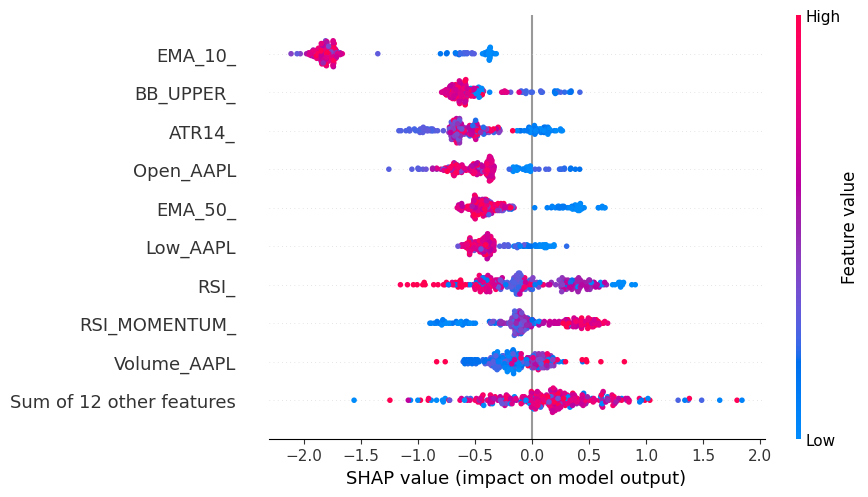 High
EMA_10_
BB_UPPER_
ATR14_
Open_AAPL
EMA_50_
Low_AAPL
RSI_
RSI_MOMENTUM_
Volume_AAPL
Sum of 12 other features
Feature value
Low
−2.0 −1.5 −1.0 −0.5 0.0 0.5 1.0 1.5 2.0
SHAP value (impact on model output)